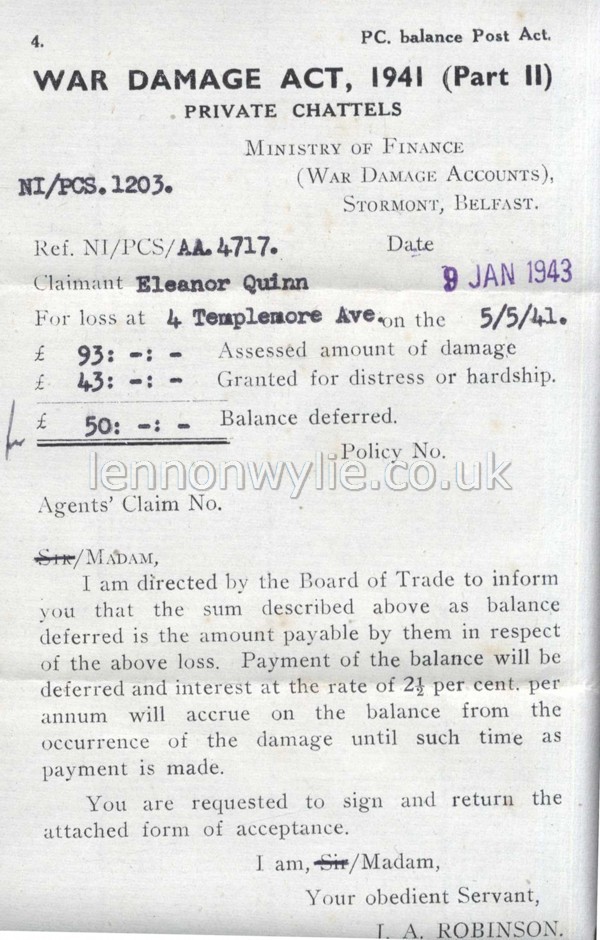 4.
PC. balance Post Act.
WAR DAMAGE ACT, 1941 (Part II)
PRIVATE CHATTELS
MINISTRY OF FINANCE
NI/PCS.1203.
(WAR DAMAGE ACCOUNTS),
STORMONT, BELFAST.
Ref. NI/PCS/AA.4717. Date
Claimant Eleanor Quinn 9 JAN 1943
For loss at 4 Templemore Ave. on the 5/5/41.
£ 93: -: - Assessed amount of damage
£ 43: -: - Granted for distress or hardship.
£ 50: -: - Balance deferred.
Policy No.
lennonwylie.co.uk
Agents' Claim No.
SIR/MADAM,
I am directed by the Board of Trade to inform
you that the sum described above as balance
deferred is the amount payable by them in respect
of the above loss. Payment of the balance will be
deferred and interest at the rate of 2½ per cent. per
annum will accrue on the balance from the
occurrence of the damage until such time as
payment is made.
You are requested to sign and return the
attached form of acceptance.
I am, Sir/Madam,
Your obedient Servant,
J. A. ROBINSON.